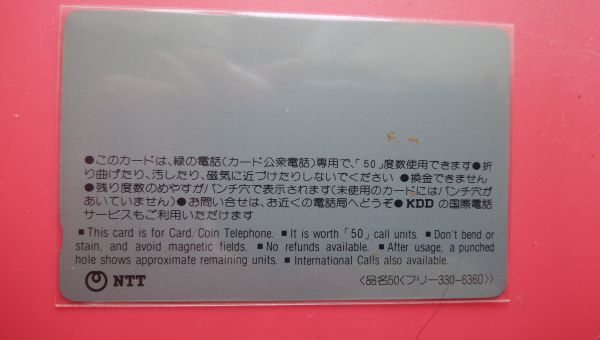 ●このカードは、緑の電話(カード公衆電話)専用で、「50」度数使用できます●折
り曲げたり、汚したり、磁気に近づけたりしないでください ●換金できません
●残り度数のめやすがパンチ穴で表示されます(未使用のカードにはパンチ穴が
あいていません)●お問い合せは、お近くの電話局へどうぞ●KDDの国際電話
サービスもご利用いただけます
■ This card is for Card/Coin Telephone. ■ It is worth「50」call units. ■ Don't bend or
stain, and avoid magnetic fields. ■ No refunds available. ■ After usage, a punched
hole shows approximate remaining units. ■ International Calls also available.
NTT
〈品名50〈フリー330-6360〉〉